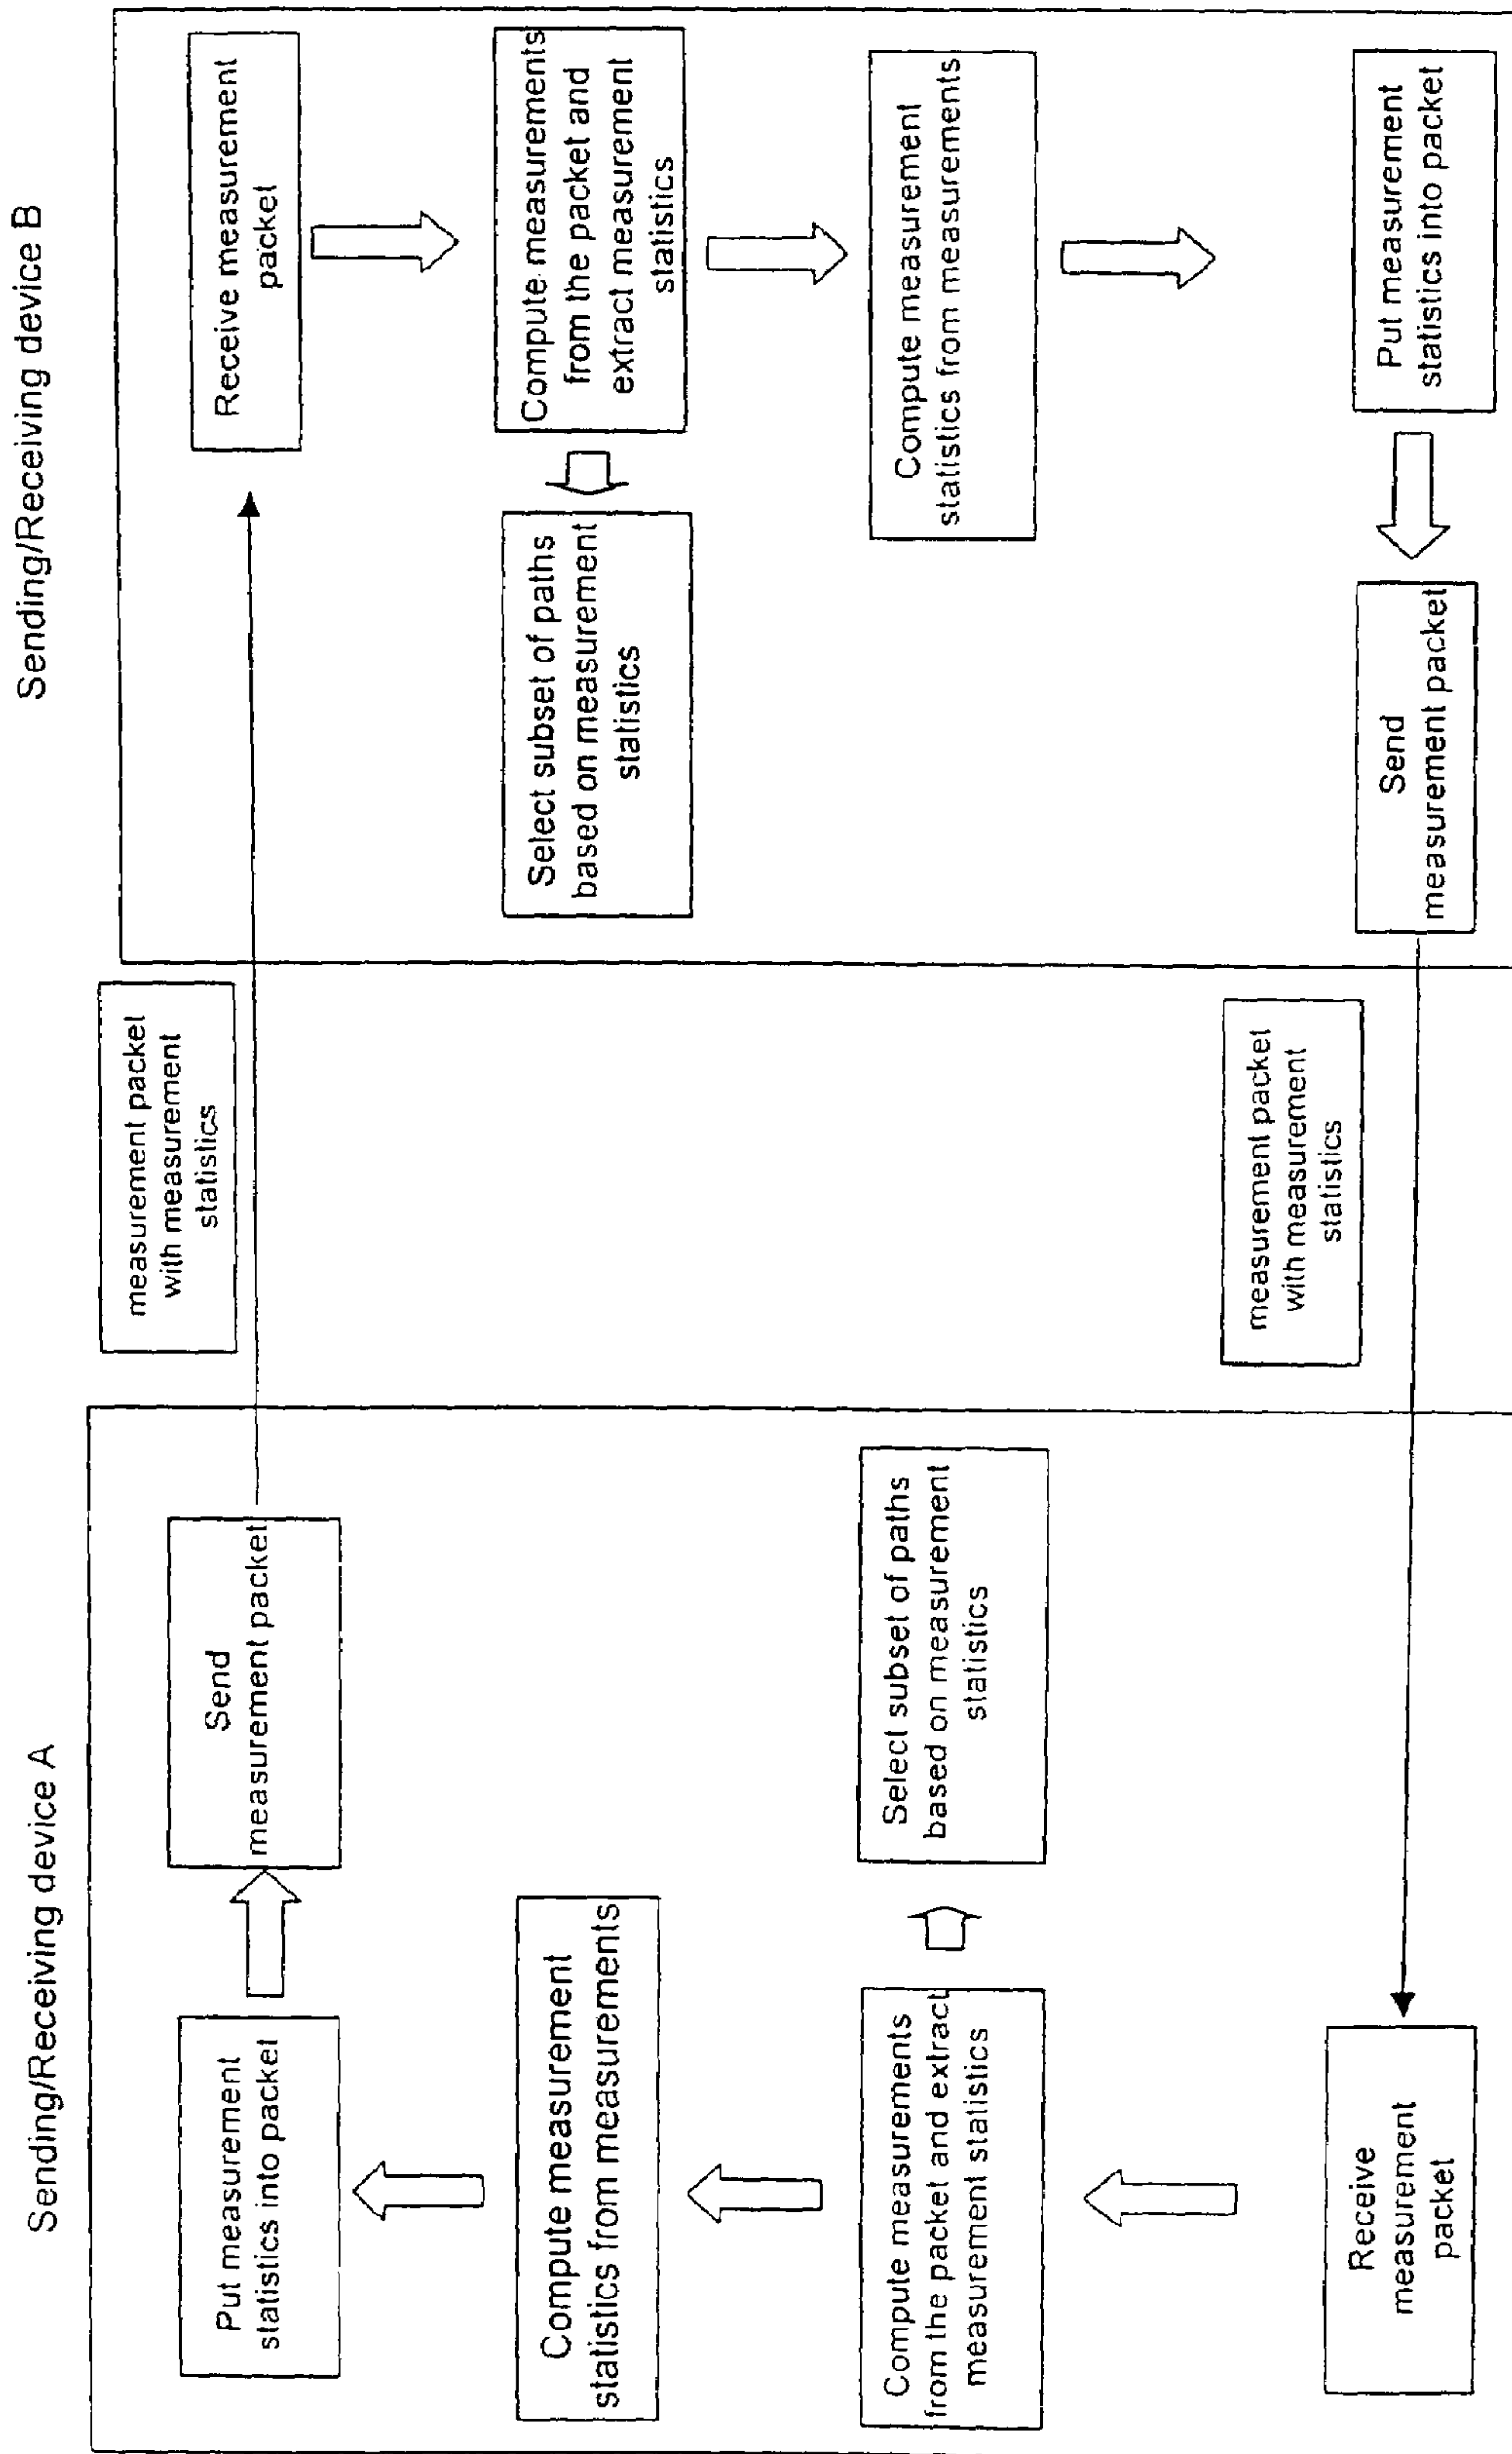 Sending/Receiving device A
Put measurement
statistics into packet
Send
measurement packet
Compute measurement
statistics from measurements
Compute measurements
from the packet and extract
measurement statistics
Select subset of paths
based on measurement
statistics
Receive
measurement
packet
measurement packet
with measurement
statistics
measurement packet
with measurement
statistics
Sending/Receiving device B
Receive measurement
packet
Compute measurements
from the packet and
extract measurement
statistics
Select subset of paths
based on measurement
statistics
Compute measurement
statistics from measurements
Put measurement
statistics into packet
Send
measurement packet